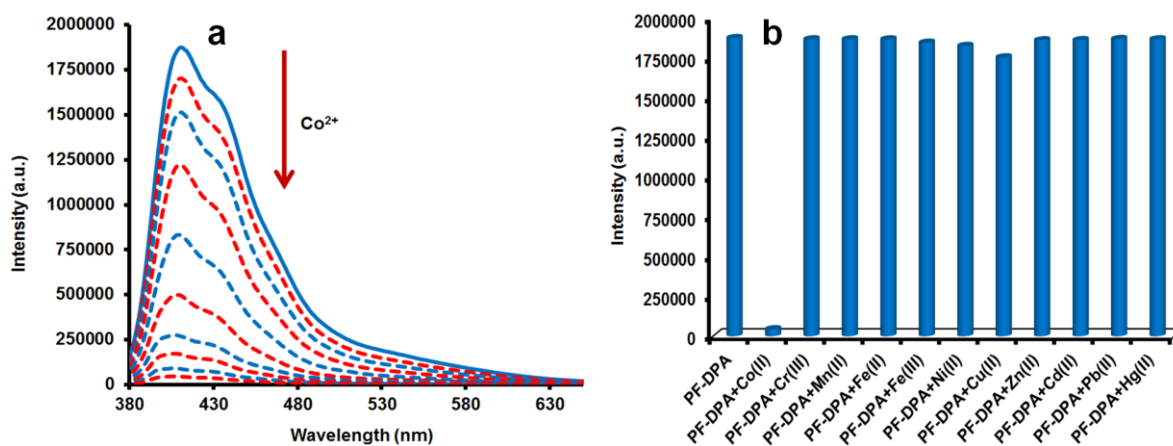 a
Intensity (a.u.)
2000000
1750000
1500000
1250000
1000000
750000
500000
250000
0
Co²⁺
380
430
480
530
580
630
Wavelength (nm)
b
Intensity (a.u.)
2000000
1750000
1500000
1250000
1000000
750000
500000
250000
0
PF-DPA
PF-DPA+Co(II)
PF-DPA+Cr(III)
PF-DPA+Mn(II)
PF-DPA+Fe(II)
PF-DPA+Fe(III)
PF-DPA+Ni(II)
PF-DPA+Cu(II)
PF-DPA+Zn(II)
PF-DPA+Cd(II)
PF-DPA+Pb(II)
PF-DPA+Hg(II)